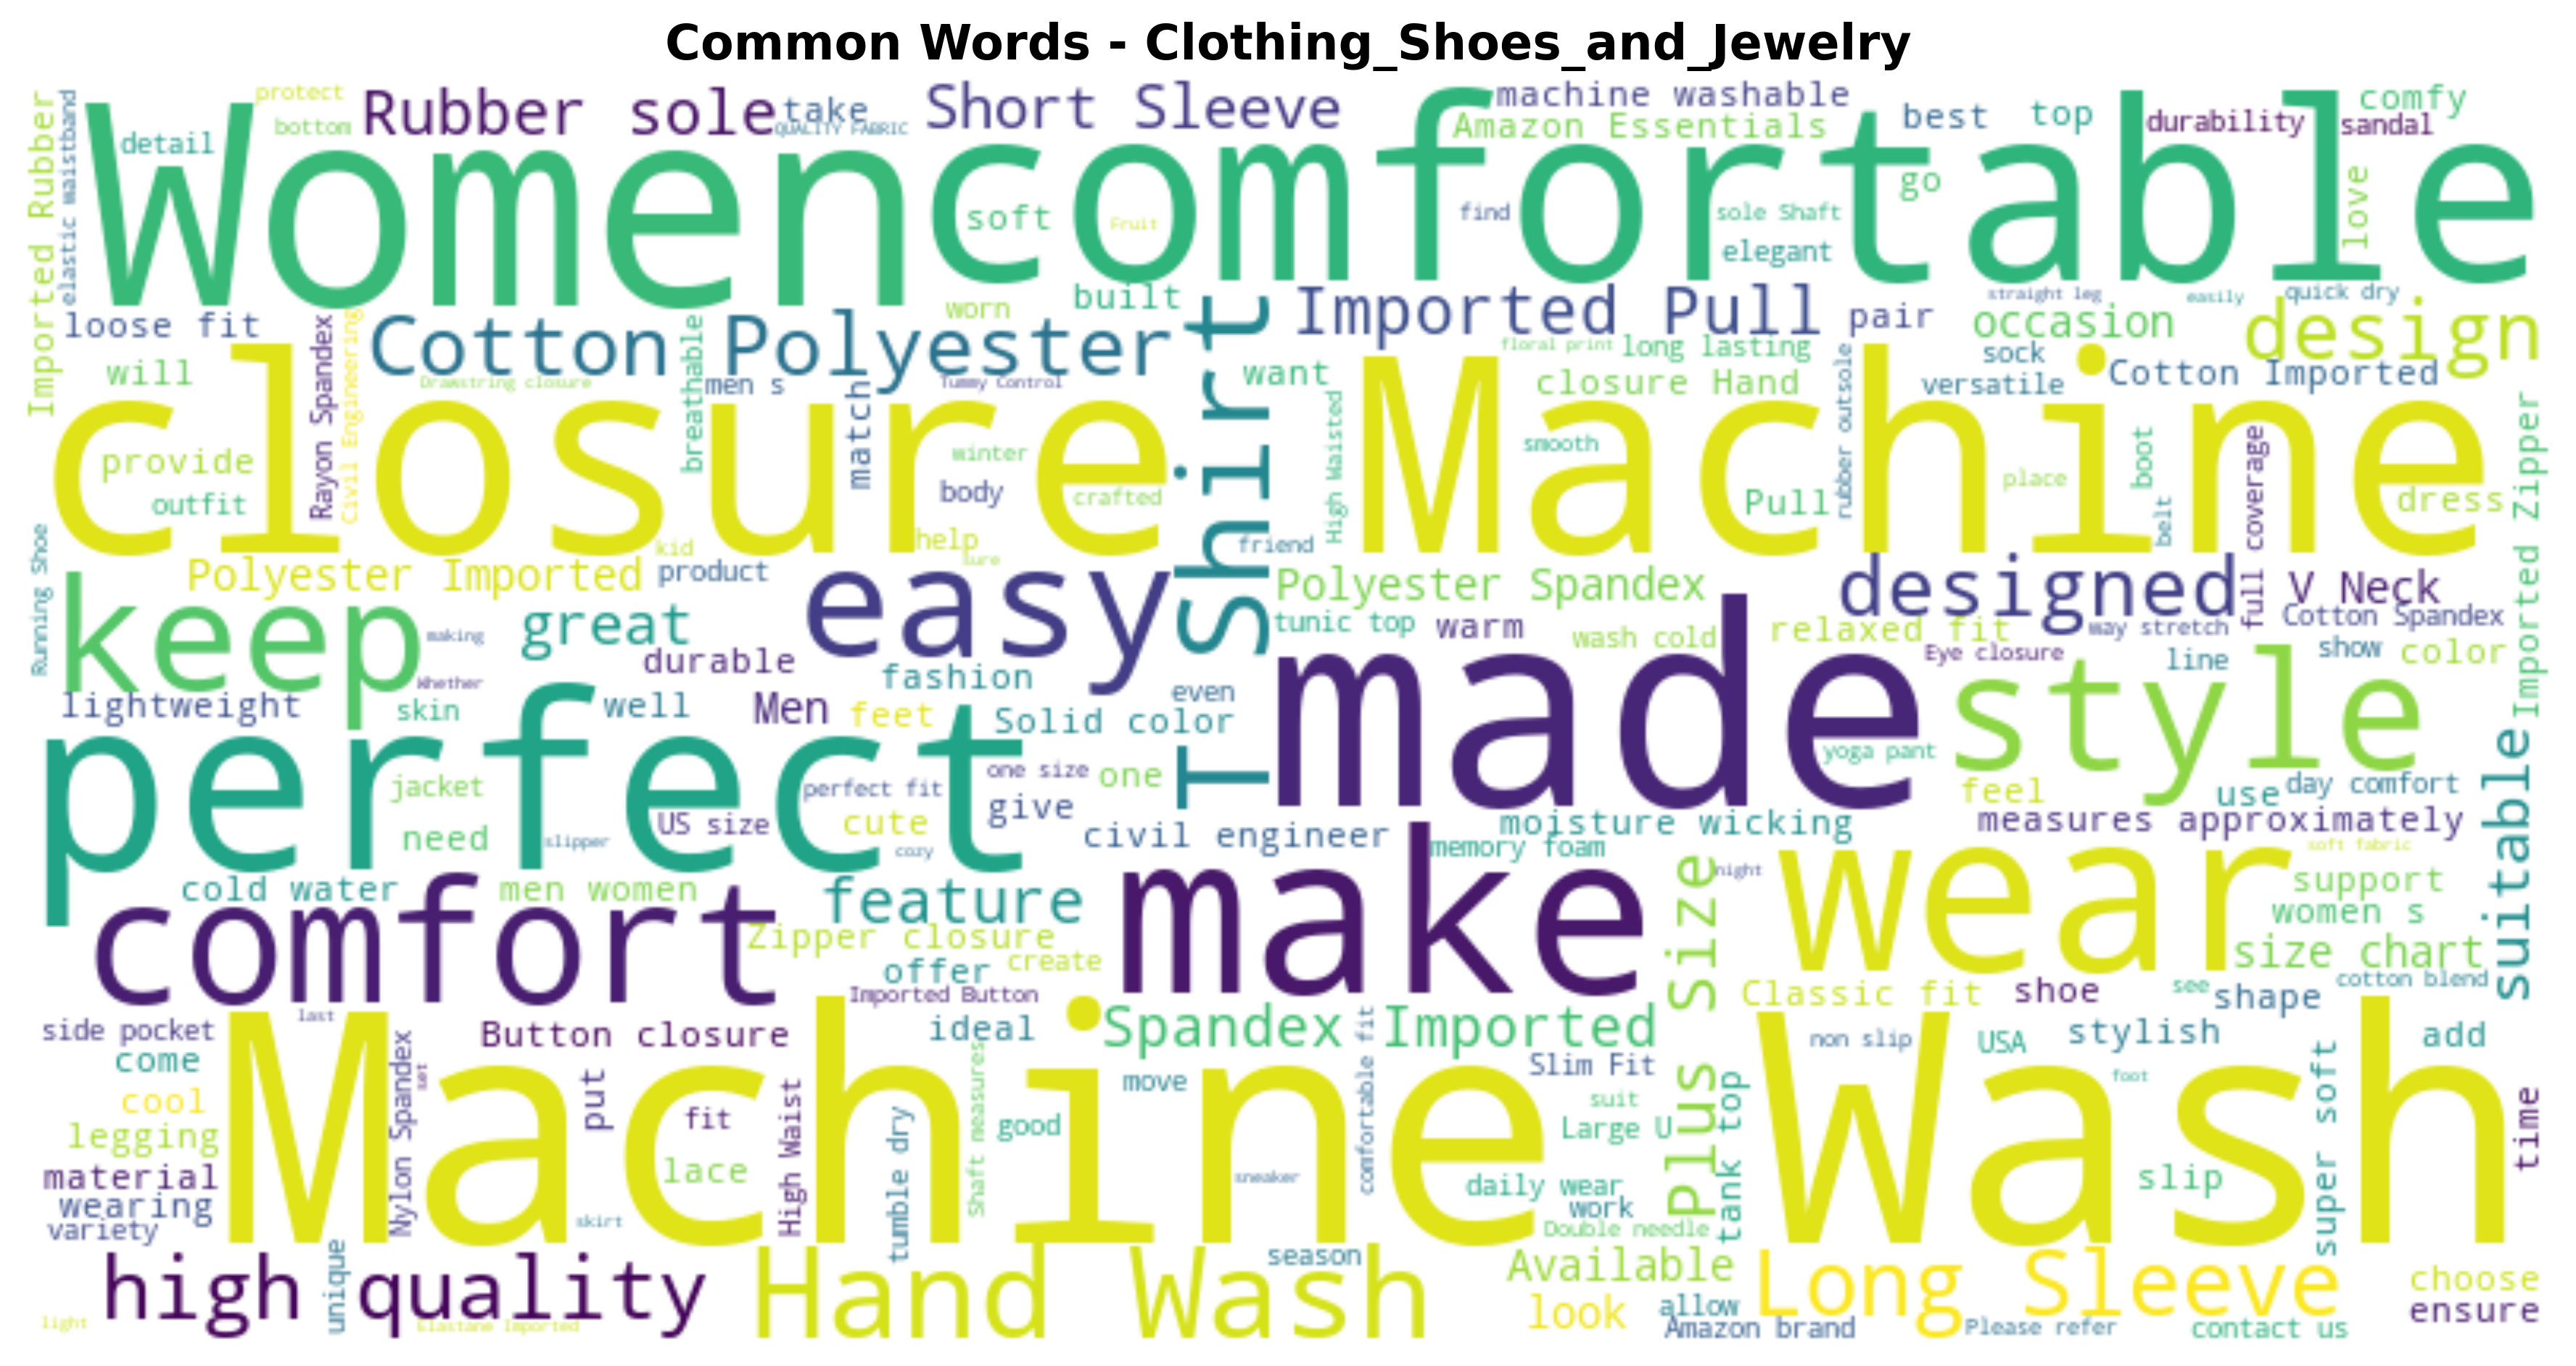 Common Words - Clothing_Shoes_and_Jewelry
protect
Rubber sole
take
QUALITY FABRIC
Short Sleeve
machine washable
Amazon Essentials
best
top
durability
comfy
sandal
Imported Rubber
elastic waistband
detail
bottom
Women
comfortable
soft
Fruit
find
sole Shaft
elegant
go
love
loose fit
Cotton Polyester
worn
built
T Shirt
Imported Pull
pair
straight leg
easily
quick dry
occasion
design
will
Rayon Spandex
Civil Engineering
Drawstring closure
breathable
men s
match
Tummy Control
want
floral print
long lasting
closure Hand
rubber outsole
sock
versatile
Cotton Imported
closure
Machine
provide
outfit
winter
body
crafted
High Waisted
smooth
Pull
place
boot
belt
full coverage
dress
Imported Zipper
Running Shoe
kid
help
sure
friend
Polyester Imported
product
easy
Polyester Spandex
designed
V Neck
keep
making
great
tunic top
warm
wash cold
relaxed fit
way stretch
Cotton Spandex
durable
Whether
fashion
Eye closure
line
show
color
lightweight
skin
well
Men
feet
even
Solid color
made
style
perfect
jacket
perfect fit
one size
one
yoga pant
feel
use
day comfort
suitable
need
slipper
US size
cute
cozy
give
civil engineer
moisture wicking
measures approximately
memory foam
soft fabric
cold water
men women
feature
make
night
Plus Size
wear
support
women s
comfort
Zipper closure
offer
create
size chart
Imported Button
Classic fit
shoe
see
shape
cotton blend
side pocket
last
Button closure
ideal
Spandex Imported
comfortable fit
non slip
USA
stylish
add
come
Nylon Spandex
set
Machine Wash
Shaft measures
move
Slim Fit
foot
cool
put
fit
High Waist
tumble dry
good
suit
Large U
tank top
super soft
time
legging
material
lace
sneaker
daily wear
slip
wearing
variety
skirt
work
Double needle
high quality
unique
Hand Wash
season
Available
Long Sleeve
choose
light
Elastane Imported
look
allow
ensure
Amazon brand
Please refer
contact us